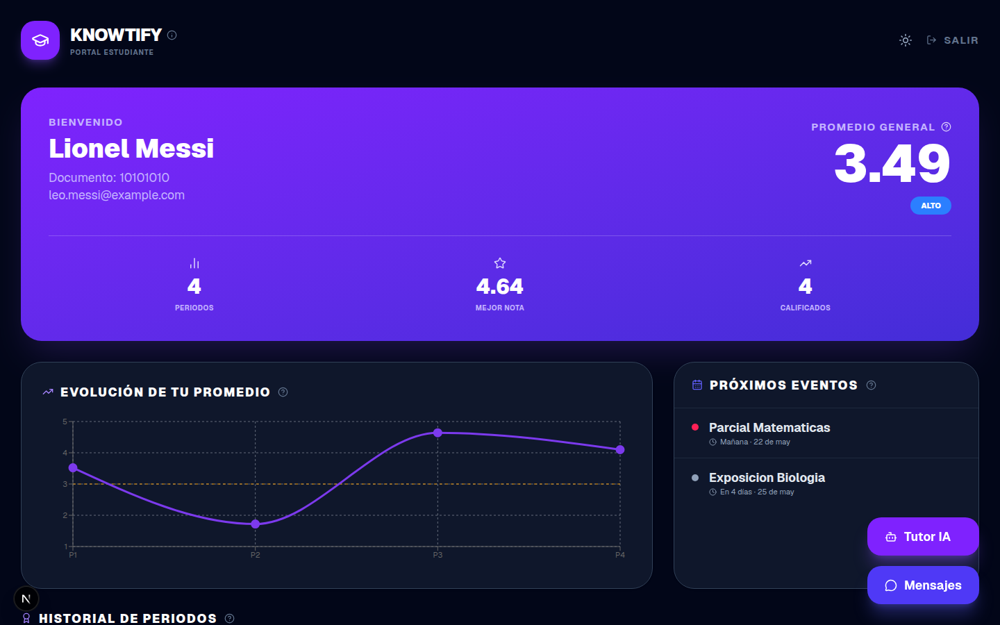 KNOWTIFY
PORTAL ESTUDIANTE
SALIR
BIENVENIDO
Lionel Messi
Documento: 10101010
leo.messi@example.com
PROMEDIO GENERAL
3.49
ALTO
4
PERIODOS
4.64
MEJOR NOTA
4
CALIFICADOS
EVOLUCIÓN DE TU PROMEDIO
5
4
3
2
1
P1
P2
P3
P4
PRÓXIMOS EVENTOS
Parcial Matematicas
Mañana · 22 de may
Exposicion Biologia
En 4 días · 25 de may
Tutor IA
Mensajes
N
HISTORIAL DE PERIODOS